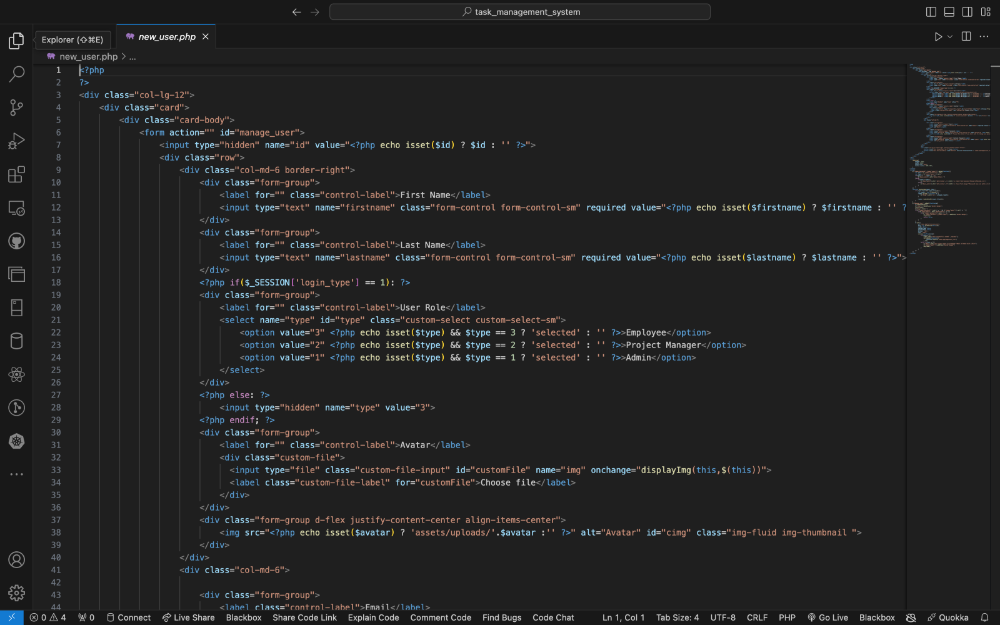 task_management_system
Explorer (⇧⌘E)
new_user.php
new_user.php > ...
1 <?php
2 ?>
3 <div class="col-lg-12">
4 <div class="card">
5 <div class="card-body">
6 <form action="" id="manage_user">
7 <input type="hidden" name="id" value="<?php echo isset($id) ? $id : '' ?>">
8 <div class="row">
9 <div class="col-md-6 border-right">
10 <div class="form-group">
11 <label for="" class="control-label">First Name</label>
12 <input type="text" name="firstname" class="form-control form-control-sm" required value="<?php echo isset($firstname) ? $firstname : '' ?
13 </div>
14 <div class="form-group">
15 <label for="" class="control-label">Last Name</label>
16 <input type="text" name="lastname" class="form-control form-control-sm" required value="<?php echo isset($lastname) ? $lastname : '' ?>">
17 </div>
18 <?php if($_SESSION['login_type'] == 1): ?>
19 <div class="form-group">
20 <label for="" class="control-label">User Role</label>
21 <select name="type" id="type" class="custom-select custom-select-sm">
22 <option value="3" <?php echo isset($type) && $type == 3 ? 'selected' : '' ?>>Employee</option>
23 <option value="2" <?php echo isset($type) && $type == 2 ? 'selected' : '' ?>>Project Manager</option>
24 <option value="1" <?php echo isset($type) && $type == 1 ? 'selected' : '' ?>>Admin</option>
25 </select>
26 </div>
27 <?php else: ?>
28 <input type="hidden" name="type" value="3">
29 <?php endif; ?>
30 <div class="form-group">
31 <label for="" class="control-label">Avatar</label>
32 <div class="custom-file">
33 <input type="file" class="custom-file-input" id="customFile" name="img" onchange="displayImg(this,$(this))">
34 <label class="custom-file-label" for="customFile">Choose file</label>
35 </div>
36 </div>
37 <div class="form-group d-flex justify-content-center align-items-center">
38 <img src="<?php echo isset($avatar) ? 'assets/uploads/'.$avatar :'' ?>" alt="Avatar" id="cimg" class="img-fluid img-thumbnail ">
39 </div>
40 </div>
41 <div class="col-md-6">
42
43 <div class="form-group">
44 <label class="control-label">Email</label>
0 4 0 Connect Live Share Blackbox Share Code Link Explain Code Comment Code Find Bugs Code Chat Ln 1, Col 1 Tab Size: 4 UTF-8 CRLF PHP Go Live Blackbox Quokka